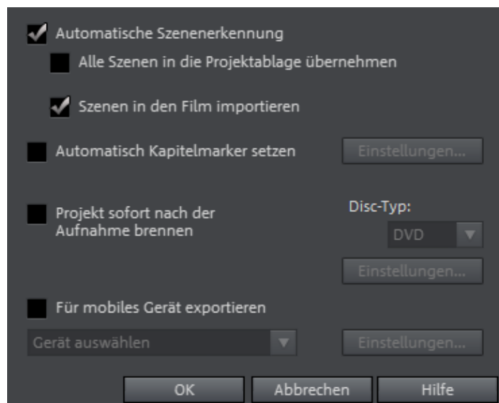 Automatische Szenenerkennung
Alle Szenen in die Projektablage übernehmen
Szenen in den Film importieren
Automatisch Kapitelmarker setzen
Einstellungen...
Projekt sofort nach der
Aufnahme brennen
Disc-Typ:
DVD
Einstellungen...
Für mobiles Gerät exportieren
Gerät auswählen
Einstellungen...
OK
Abbrechen
Hilfe